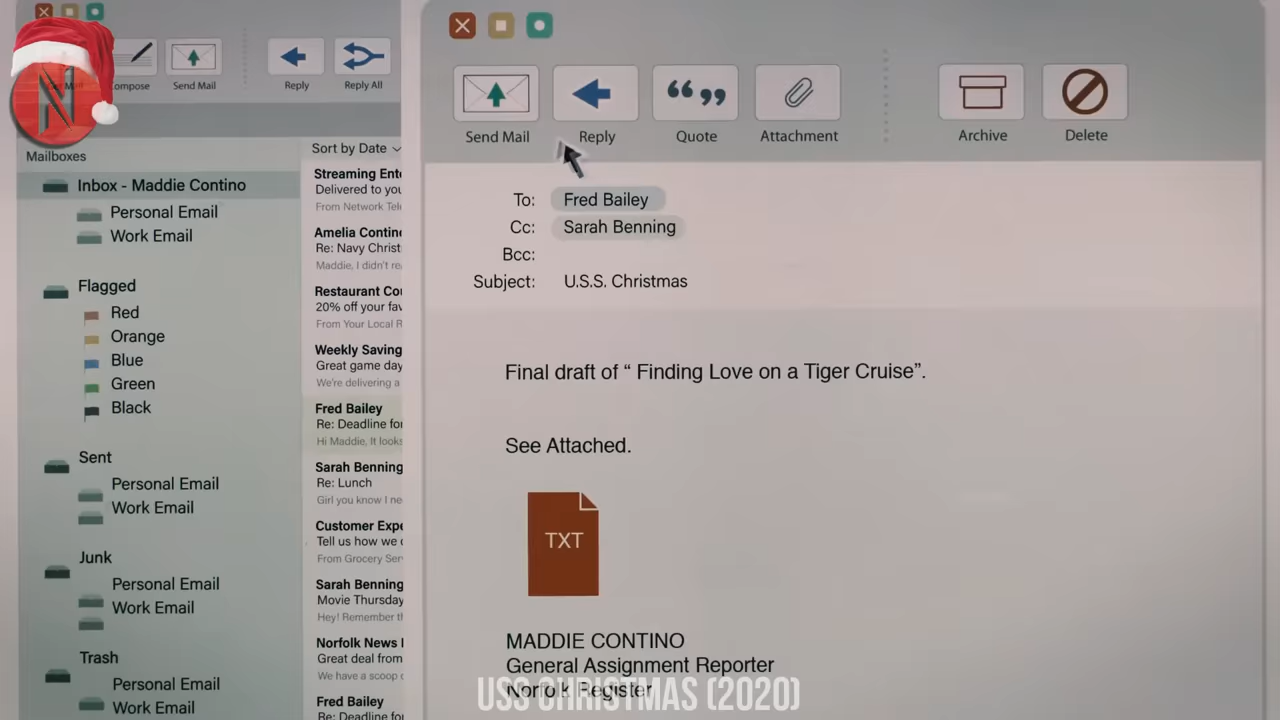 Compose
Send Mail
Reply
Reply All
Mailboxes
Inbox - Maddie Contino
Personal Email
Work Email
Flagged
Red
Orange
Blue
Green
Black
Sent
Personal Email
Work Email
Junk
Personal Email
Work Email
Trash
Personal Email
Work Email
Sort by Date
Streaming Ente
Delivered to you
From Network Tel
Amelia Contino
Re: Navy Christ
Maddie, I didn't re
Restaurant Cou
20% off your fav
From Your Local R
Weekly Saving
Great game day
We're delivering a
Fred Bailey
Re: Deadline for
Hi Maddie, It looks
Sarah Benning
Re: Lunch
Girl you know I ne
Customer Expe
Tell us how we
From Grocery Ser
Sarah Benning
Movie Thursday
Hey! Remember th
Norfolk News
Great deal from
We have a scoop
Fred Bailey
Re: Deadline for
Send Mail
Reply
“ ”
Quote
Attachment
Archive
Delete
To: Fred Bailey
Cc: Sarah Benning
Bcc:
Subject: U.S.S. Christmas
Final draft of “ Finding Love on a Tiger Cruise”.
See Attached.
TXT
MADDIE CONTINO
General Assignment Reporter
Norfolk Register
USS CHRISTMAS (2020)
N